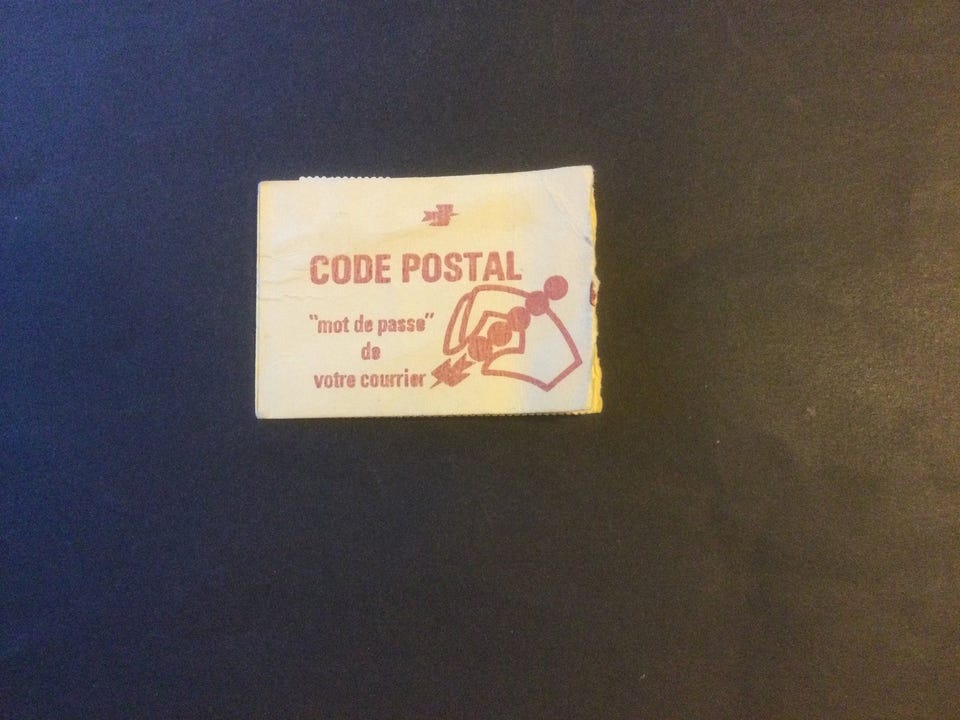 CODE POSTAL
"mot de passe"
de
votre courrier